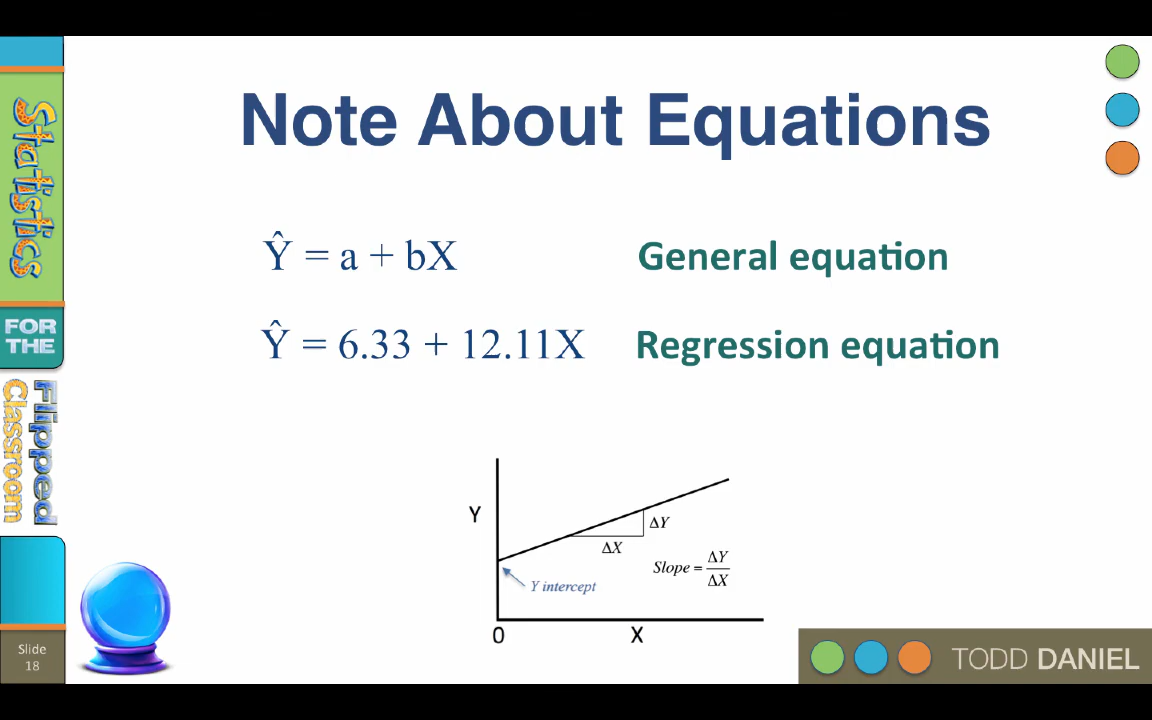 Note About Equations
Ŷ = a + bX General equation
Ŷ = 6.33 + 12.11X Regression equation
Statistics
FOR THE
Flipped
Classroom
Y
ΔY
ΔX
Slope = ΔY
ΔX
Y intercept
0
X
Slide
18
TODD DANIEL